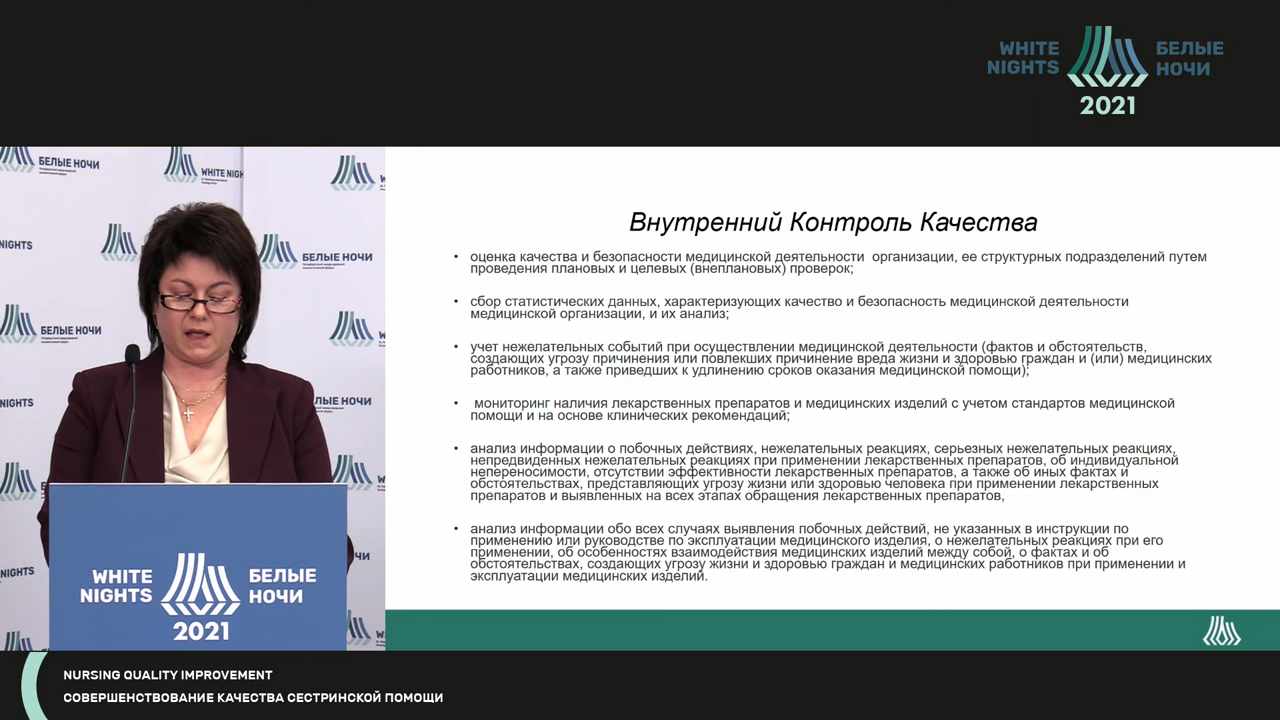 WHITE
NIGHTS
БЕЛЫЕ
НОЧИ
2021
БЕЛЫЕ НОЧИ
WHITE NIGH
NIGHTS
БЕЛЫЕ НОЧИ
БЕЛЫЕ НОЧИ
NIGHTS
NIGHTS
WHITE
NIGHTS
БЕЛЫЕ
НОЧИ
2021
Внутренний Контроль Качества
• оценка качества и безопасности медицинской деятельности организации, ее структурных подразделений путем
проведения плановых и целевых (внеплановых) проверок;
• сбор статистических данных, характеризующих качество и безопасность медицинской деятельности
медицинской организации, и их анализ;
• учет нежелательных событий при осуществлении медицинской деятельности (фактов и обстоятельств,
создающих угрозу причинения или повлекших причинение вреда жизни и здоровью граждан и (или) медицинских
работников, а также приведших к удлинению сроков оказания медицинской помощи);
• мониторинг наличия лекарственных препаратов и медицинских изделий с учетом стандартов медицинской
помощи и на основе клинических рекомендаций;
• анализ информации о побочных действиях, нежелательных реакциях, серьезных нежелательных реакциях,
непредвиденных нежелательных реакциях при применении лекарственных препаратов, об индивидуальной
непереносимости, отсутствии эффективности лекарственных препаратов, а также об иных фактах и
обстоятельствах, представляющих угрозу жизни или здоровью человека при применении лекарственных
препаратов и выявленных на всех этапах обращения лекарственных препаратов,
• анализ информации обо всех случаях выявления побочных действий, не указанных в инструкции по
применению или руководстве по эксплуатации медицинского изделия, о нежелательных реакциях при его
применении, об особенностях взаимодействия медицинских изделий между собой, о фактах и об
обстоятельствах, создающих угрозу жизни и здоровью граждан и медицинских работников при применении и
эксплуатации медицинских изделий.
NURSING QUALITY IMPROVEMENT
СОВЕРШЕНСТВОВАНИЕ КАЧЕСТВА СЕСТРИНСКОЙ ПОМОЩИ